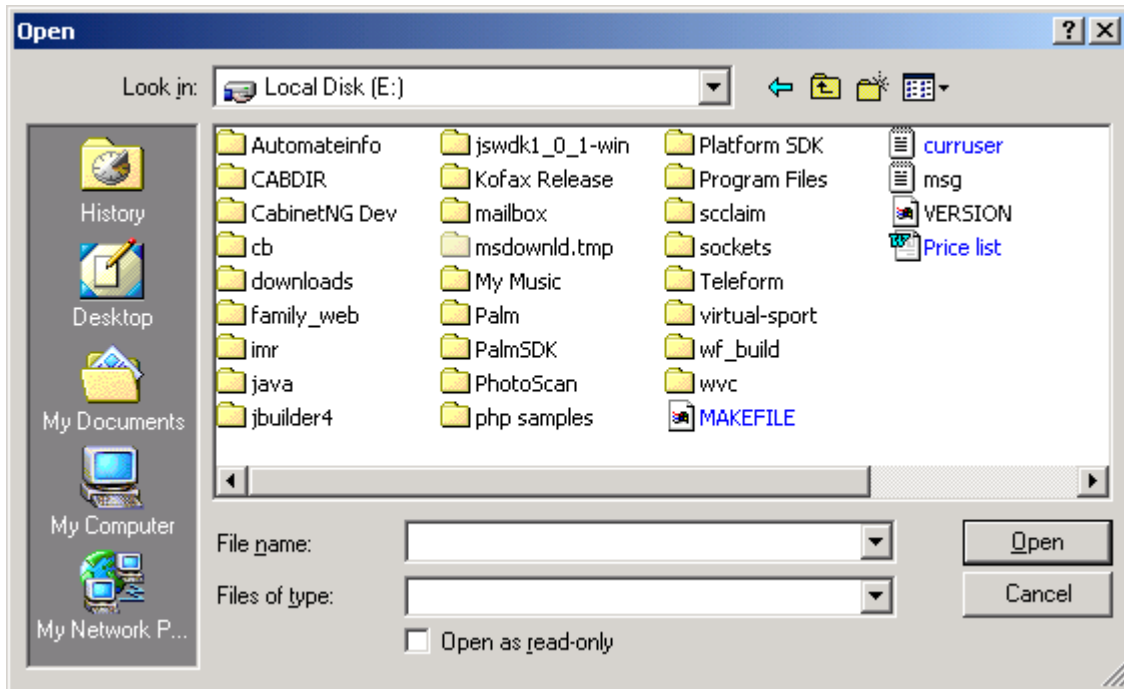 Open
Look in: Local Disk (E:)
History
Desktop
My Documents
My Computer
My Network P...
Automateinfo
CABDIR
CabinetNG Dev
cb
downloads
family_web
imr
java
jbuilder4
jswdk1_0_1-win
Kofax Release
mailbox
msdownld.tmp
My Music
Palm
PalmSDK
PhotoScan
php samples
Platform SDK
Program Files
scclaim
sockets
Teleform
virtual-sport
wf_build
wvc
MAKEFILE
curruser
msg
VERSION
Price list
File name:
Open
Files of type:
Cancel
Open as read-only